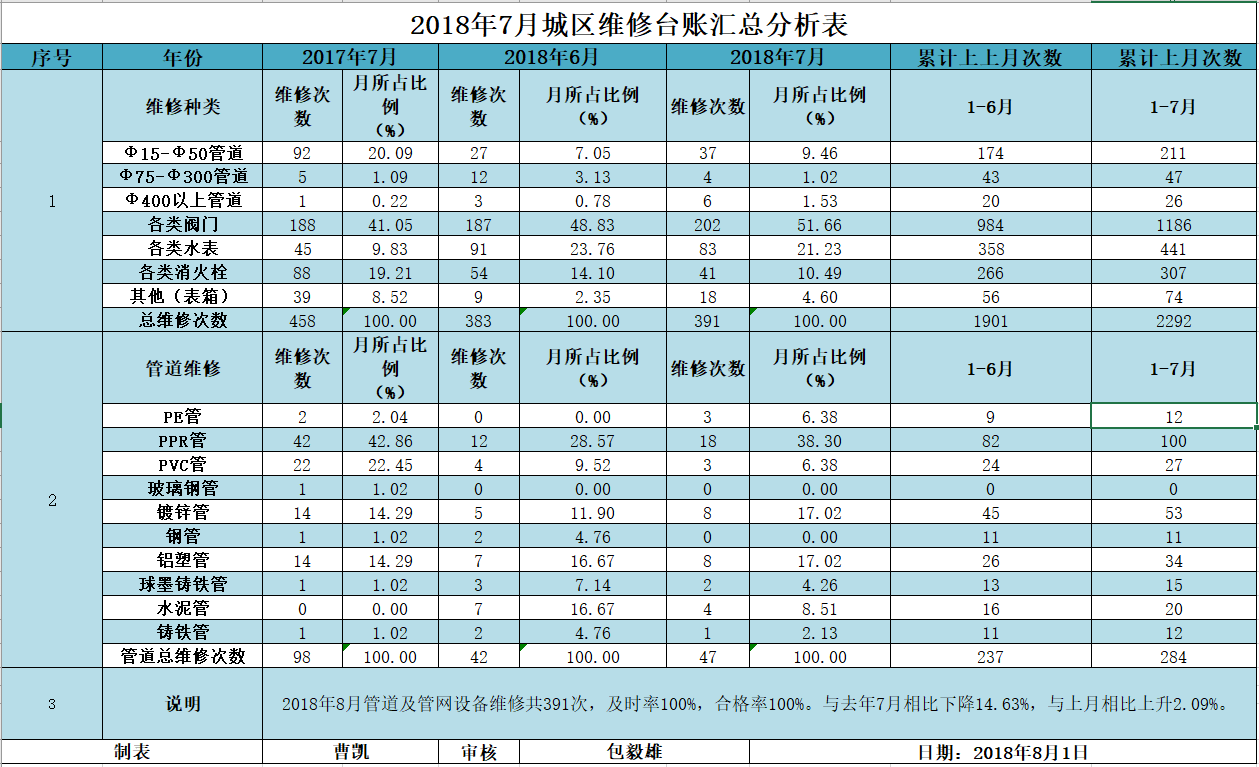 2018年7月城区维修台账汇总分析表
序号 年份 2017年7月 2018年6月 2018年7月 累计上上月次数 累计上月次数
1 维修种类 维修次数 月所占比例（%） 维修次数 月所占比例（%） 维修次数 月所占比例（%） 1-6月 1-7月
Φ15-Φ50管道 92 20.09 27 7.05 37 9.46 174 211
Φ75-Φ300管道 5 1.09 12 3.13 4 1.02 43 47
Φ400以上管道 1 0.22 3 0.78 6 1.53 20 26
各类阀门 188 41.05 187 48.83 202 51.66 984 1186
各类水表 45 9.83 91 23.76 83 21.23 358 441
各类消火栓 88 19.21 54 14.10 41 10.49 266 307
其他（表箱） 39 8.52 9 2.35 18 4.60 56 74
总维修次数 458 100.00 383 100.00 391 100.00 1901 2292
2 管道维修 维修次数 月所占比例（%） 维修次数 月所占比例（%） 维修次数 月所占比例（%） 1-6月 1-7月
PE管 2 2.04 0 0.00 3 6.38 9 12
PPR管 42 42.86 12 28.57 18 38.30 82 100
PVC管 22 22.45 4 9.52 3 6.38 24 27
玻璃钢管 1 1.02 0 0.00 0 0.00 0 0
镀锌管 14 14.29 5 11.90 8 17.02 45 53
钢管 1 1.02 2 4.76 0 0.00 11 11
铝塑管 14 14.29 7 16.67 8 17.02 26 34
球墨铸铁管 1 1.02 3 7.14 2 4.26 13 15
水泥管 0 0.00 7 16.67 4 8.51 16 20
铸铁管 1 1.02 2 4.76 1 2.13 11 12
管道总维修次数 98 100.00 42 100.00 47 100.00 237 284
3 说明 2018年8月管道及管网设备维修共391次，及时率100%，合格率100%。与去年7月相比下降14.63%，与上月相比上升2.09%。
制表 曹凯 审核 包毅雄 日期：2018年8月1日